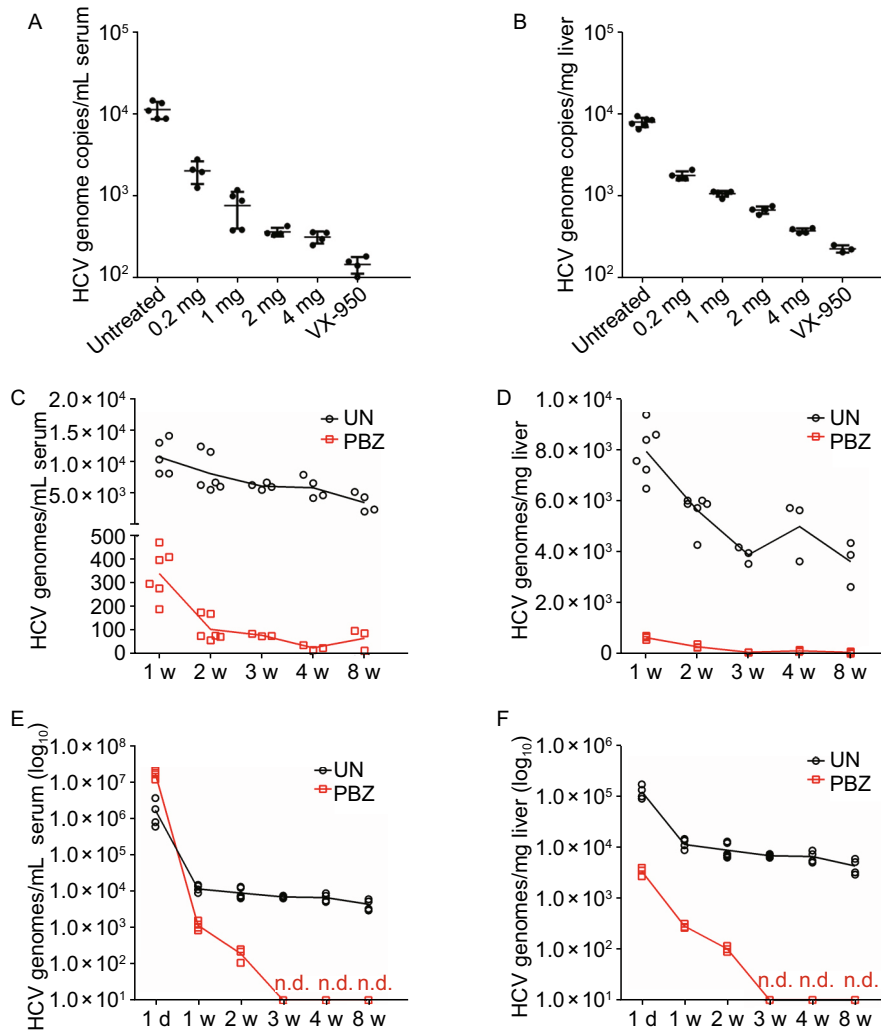 A
HCV genome copies/mL serum
10⁵
10⁴
10³
10²
Untreated
0.2 mg
1 mg
2 mg
4 mg
VX-950
B
HCV genome copies/mg liver
10⁵
10⁴
10³
10²
Untreated
0.2 mg
1 mg
2 mg
4 mg
VX-950
C
HCV genomes/mL serum
2.0 × 10⁴
1.5 × 10⁴
1.0 × 10⁴
5.0 × 10³
500
400
300
200
100
0
UN
PBZ
1 w 2 w 3 w 4 w 8 w
D
HCV genomes/mg liver
1.0 × 10⁴
8.0 × 10³
6.0 × 10³
4.0 × 10³
2.0 × 10³
0
UN
PBZ
1 w 2 w 3 w 4 w 8 w
E
HCV genomes/mL serum (log₁₀)
1.0 × 10⁸
1.0 × 10⁷
1.0 × 10⁶
1.0 × 10⁵
1.0 × 10⁴
1.0 × 10³
1.0 × 10²
1.0 × 10¹
UN
PBZ
n.d. n.d. n.d.
1 d 1 w 2 w 3 w 4 w 8 w
F
HCV genomes/mg liver (log₁₀)
1.0 × 10⁶
1.0 × 10⁵
1.0 × 10⁴
1.0 × 10³
1.0 × 10²
1.0 × 10¹
UN
PBZ
n.d. n.d. n.d.
1 d 1 w 2 w 3 w 4 w 8 w